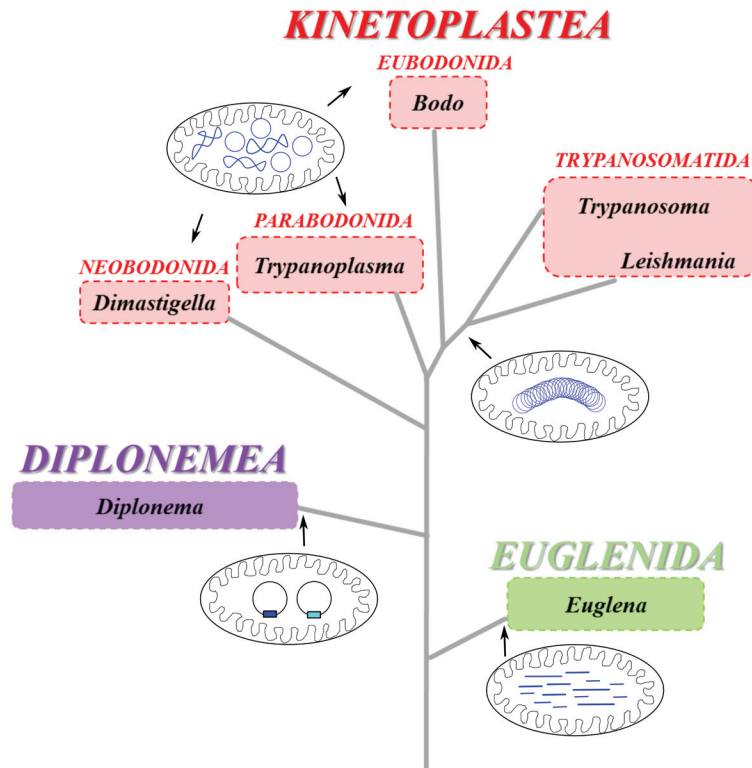 KINETOPLASTEA
EUBODONIDA
Bodo
TRYPANOSOMATIDA
Trypanosoma
Leishmania
PARABODONIDA
Trypanoplasma
NEOBODONIDA
Dimastigella
DIPLONEMEA
Diplonema
EUGLENIDA
Euglena